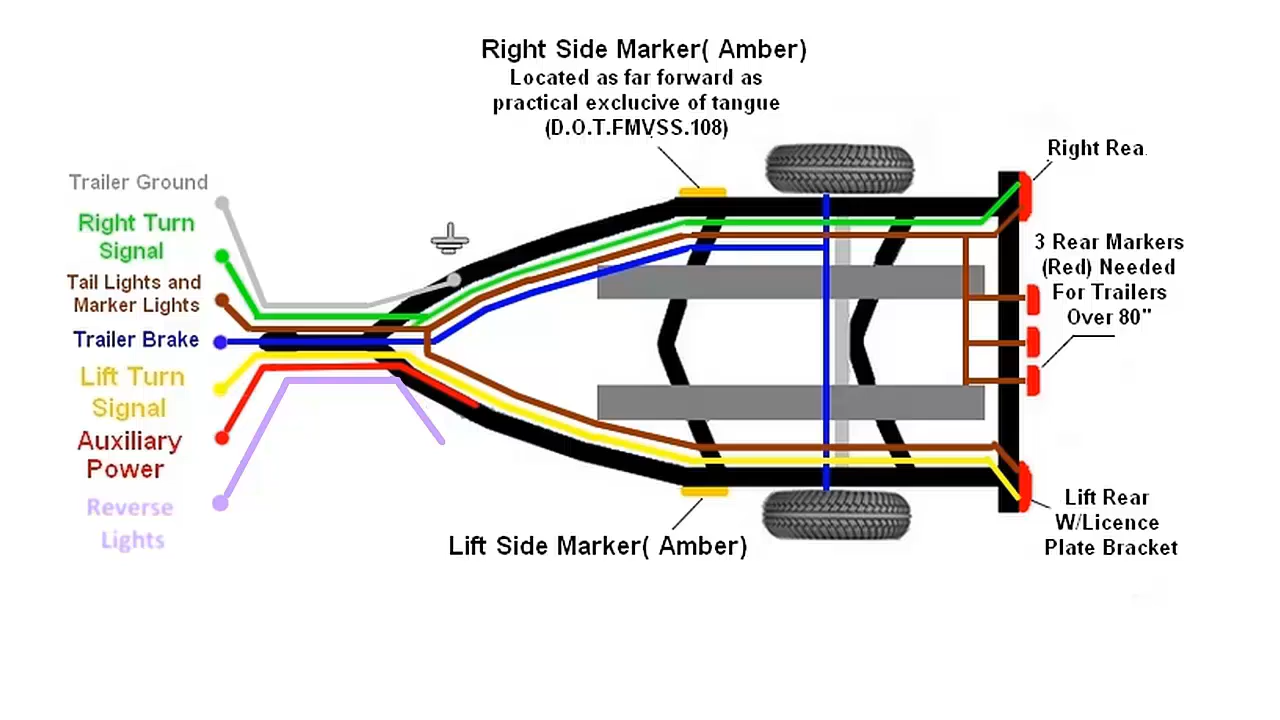 Right Side Marker( Amber)
Located as far forward as
practical exclucive of tangue
(D.O.T.FMVSS.108)
Right Rea
Trailer Ground
Right Turn
Signal
Tail Lights and
Marker Lights
Trailer Brake
Lift Turn
Signal
Auxiliary
Power
Reverse
Lights
3 Rear Markers
(Red) Needed
For Trailers
Over 80"
Lift Rear
W/Licence
Plate Bracket
Lift Side Marker( Amber)